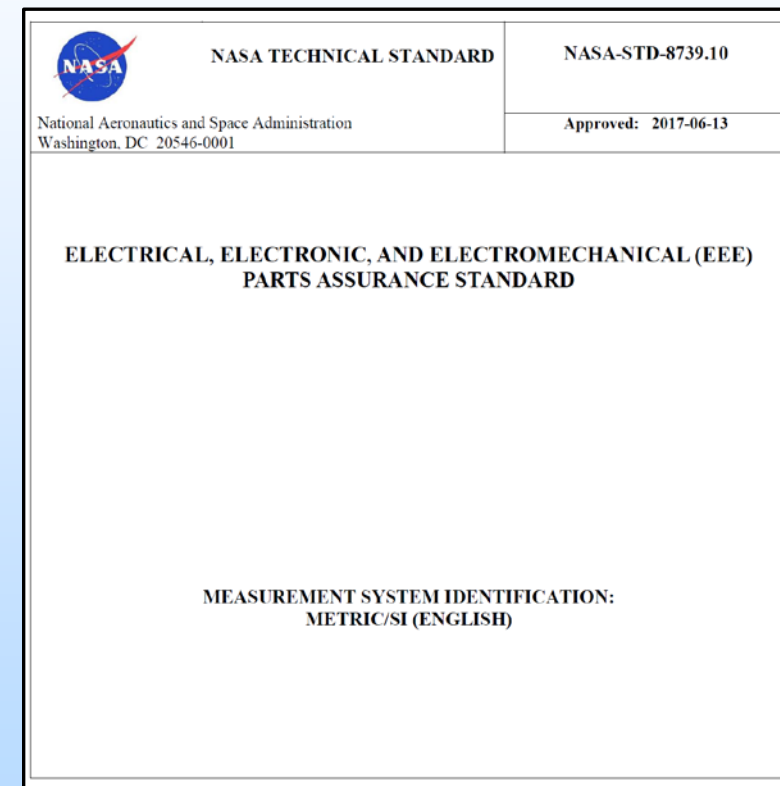 NASA
NASA TECHNICAL STANDARD
NASA-STD-8739.10
National Aeronautics and Space Administration
Washington, DC 20546-0001
Approved: 2017-06-13
ELECTRICAL, ELECTRONIC, AND ELECTROMECHANICAL (EEE)
PARTS ASSURANCE STANDARD
MEASUREMENT SYSTEM IDENTIFICATION:
METRIC/SI (ENGLISH)